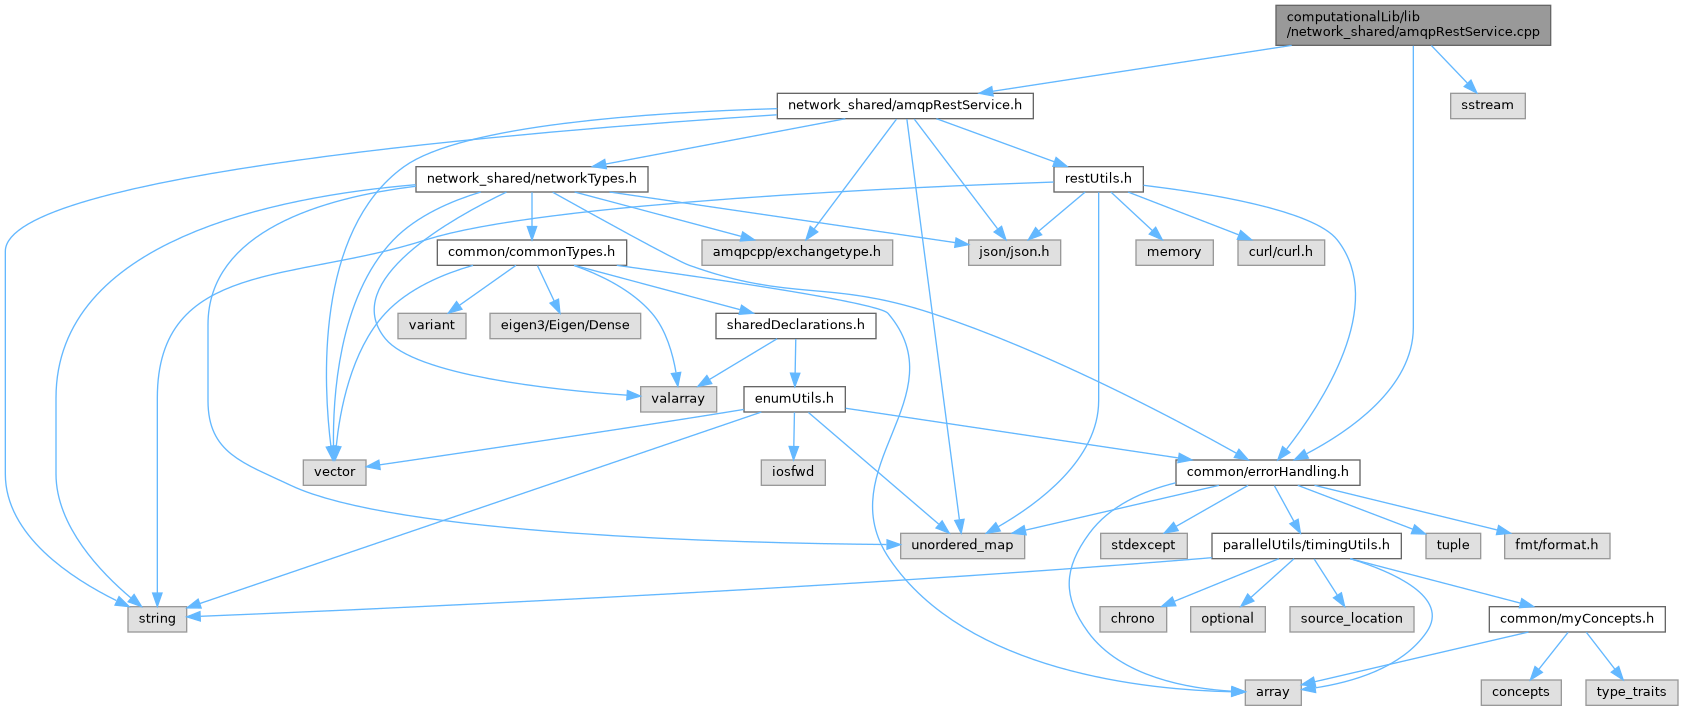 computationalLib/lib
/network_shared/amqpRestService.cpp
network_shared/amqpRestService.h
sstream
network_shared/networkTypes.h
restUtils.h
common/commonTypes.h
amqpcpp/exchangetype.h
json/json.h
memory
curl/curl.h
variant
eigen3/Eigen/Dense
sharedDeclarations.h
valarray
enumUtils.h
vector
iosfwd
common/errorHandling.h
unordered_map
stdexcept
parallelUtils/timingUtils.h
tuple
fmt/format.h
string
chrono
optional
source_location
common/myConcepts.h
array
concepts
type_traits